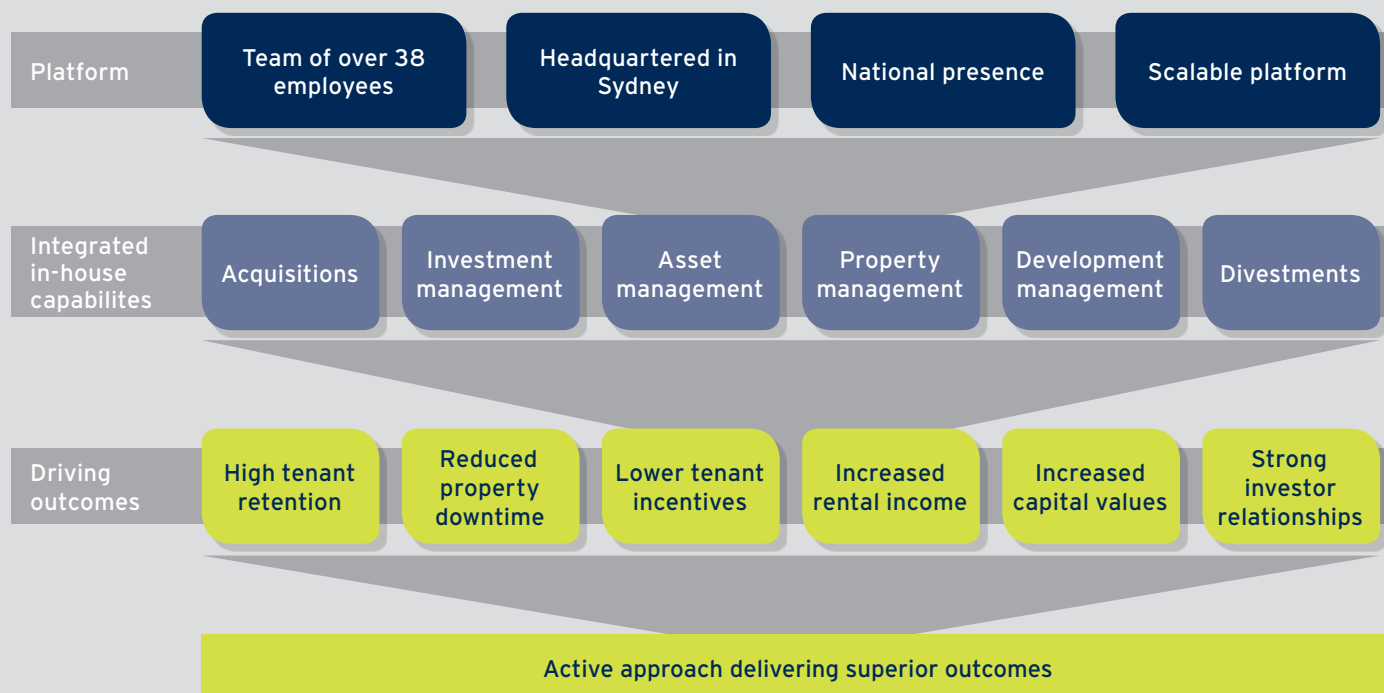 Platform
Team of over 38
employees
Headquartered in
Sydney
National presence
Scalable platform
Integrated
in-house
capabilites
Acquisitions
Investment
management
Asset
management
Property
management
Development
management
Divestments
Driving
outcomes
High tenant
retention
Reduced
property
downtime
Lower tenant
incentives
Increased
rental income
Increased
capital values
Strong
investor
relationships
Active approach delivering superior outcomes